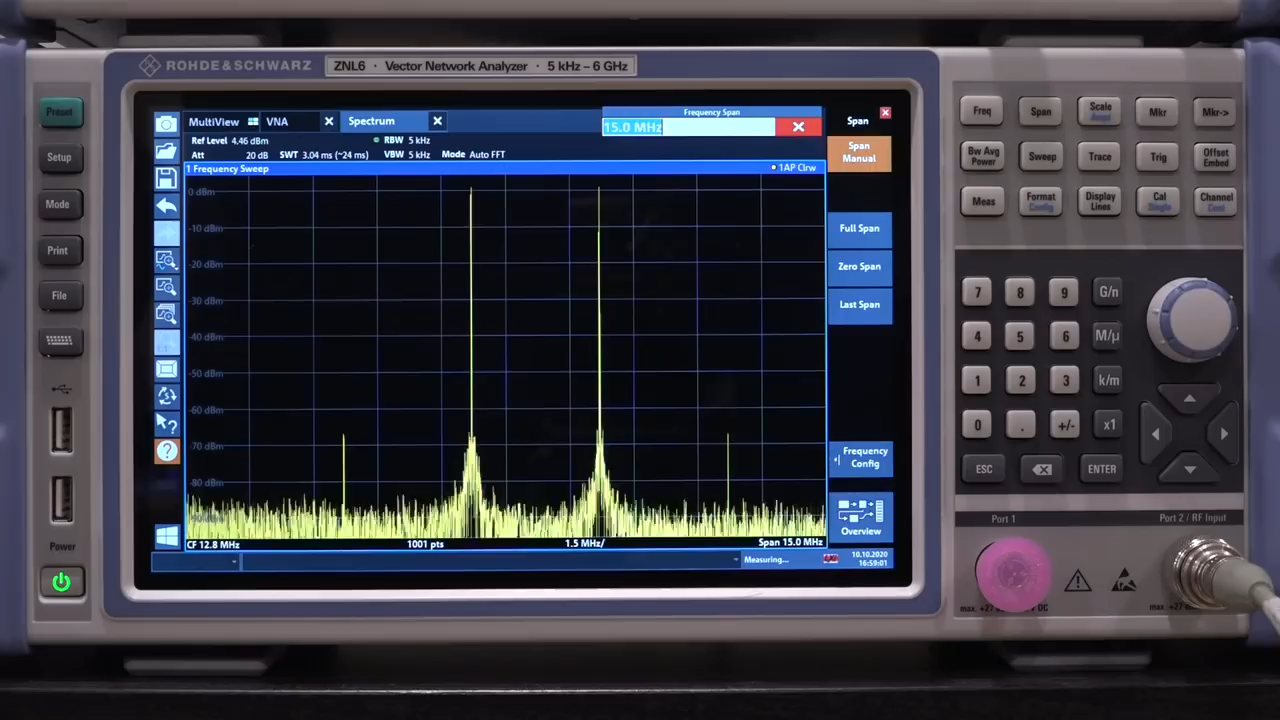 ROHDE & SCHWARZ
ZNL6 · Vector Network Analyzer · 5 kHz – 6 GHz
Preset
Setup
Mode
Print
File
Power
MultiView
VNA
Spectrum
Frequency Span
15.0 MHz
Ref Level 4.46 dBm
RBW 5 kHz
Att 20 dB SWT 3.04 ms (~24 ms) VBW 5 kHz Mode Auto FFT
1 Frequency Sweep
1AP Clrw
0 dBm
-10 dBm
-20 dBm
-30 dBm
-40 dBm
-50 dBm
-60 dBm
-70 dBm
-80 dBm
CF 12.8 MHz 1001 pts 1.5 MHz/ Span 15.0 MHz
Measuring...
10.10.2020
16:59:01
Span
Span
Manual
Full Span
Zero Span
Last Span
Frequency
Config
Overview
Freq
Span
Scale
Mkr
Mkr->
Bw Avg
Power
Sweep
Trace
Trig
Offset
Embed
Meas
Format
Config
Display
Lines
Cal
Channel
7 8 9 G/n
4 5 6 M/µ
1 2 3 k/m
0 . +/- x1
ESC
ENTER
Port 1
Port 2 / RF Input
max. +27
DC
max. +27